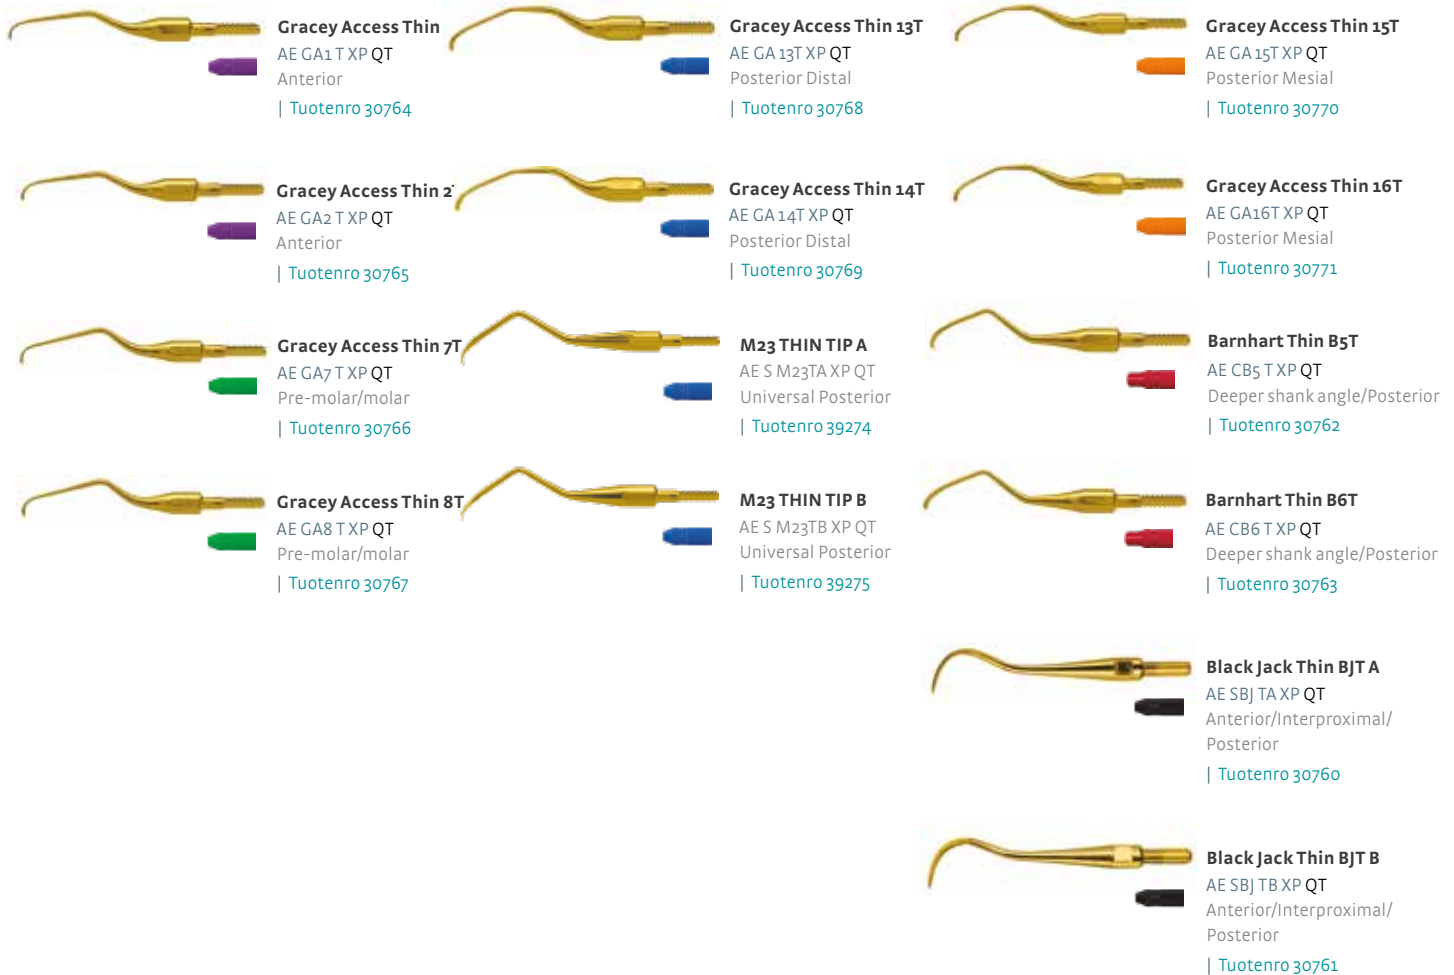 Gracey Access Thin
AE GA1 T XP QT
Anterior
| Tuotenro 30764
Gracey Access Thin 2T
AE GA2 T XP QT
Anterior
| Tuotenro 30765
Gracey Access Thin 7T
AE GA7 T XP QT
Pre-molar/molar
| Tuotenro 30766
Gracey Access Thin 8T
AE GA8 T XP QT
Pre-molar/molar
| Tuotenro 30767
Gracey Access Thin 13T
AE GA 13T XP QT
Posterior Distal
| Tuotenro 30768
Gracey Access Thin 14T
AE GA 14T XP QT
Posterior Distal
| Tuotenro 30769
M23 THIN TIP A
AE S M23TA XP QT
Universal Posterior
| Tuotenro 39274
M23 THIN TIP B
AE S M23TB XP QT
Universal Posterior
| Tuotenro 39275
Gracey Access Thin 15T
AE GA 15T XP QT
Posterior Mesial
| Tuotenro 30770
Gracey Access Thin 16T
AE GA16T XP QT
Posterior Mesial
| Tuotenro 30771
Barnhart Thin B5T
AE CB5 T XP QT
Deeper shank angle/Posterior
| Tuotenro 30762
Barnhart Thin B6T
AE CB6 T XP QT
Deeper shank angle/Posterior
| Tuotenro 30763
Black Jack Thin BJT A
AE SBJ TA XP QT
Anterior/Interproximal/
Posterior
| Tuotenro 30760
Black Jack Thin BJT B
AE SBJ TB XP QT
Anterior/Interproximal/
Posterior
| Tuotenro 30761